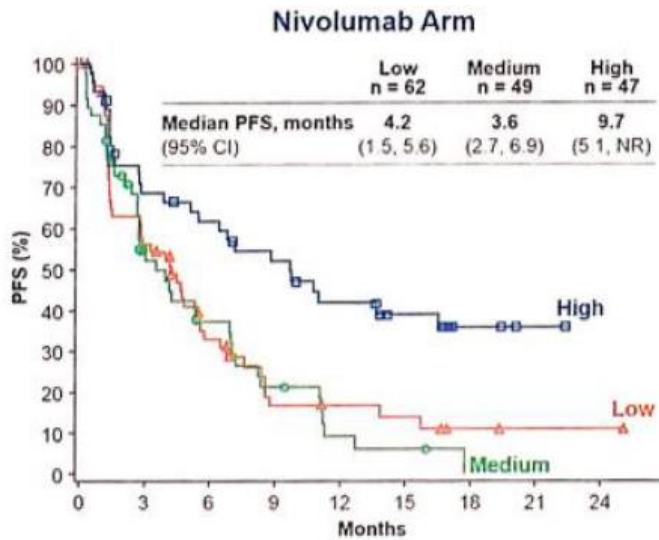 Nivolumab Arm
Low Medium High
n = 62 n = 49 n = 47
Median PFS, months 4.2 3.6 9.7
(95% CI) (1.5, 5.6) (2.7, 6.9) (5 1, NR)
PFS (%)
100
90
80
70
60
50
40
30
20
10
0
High
Low
Medium
0 3 6 9 12 15 18 21 24
Months